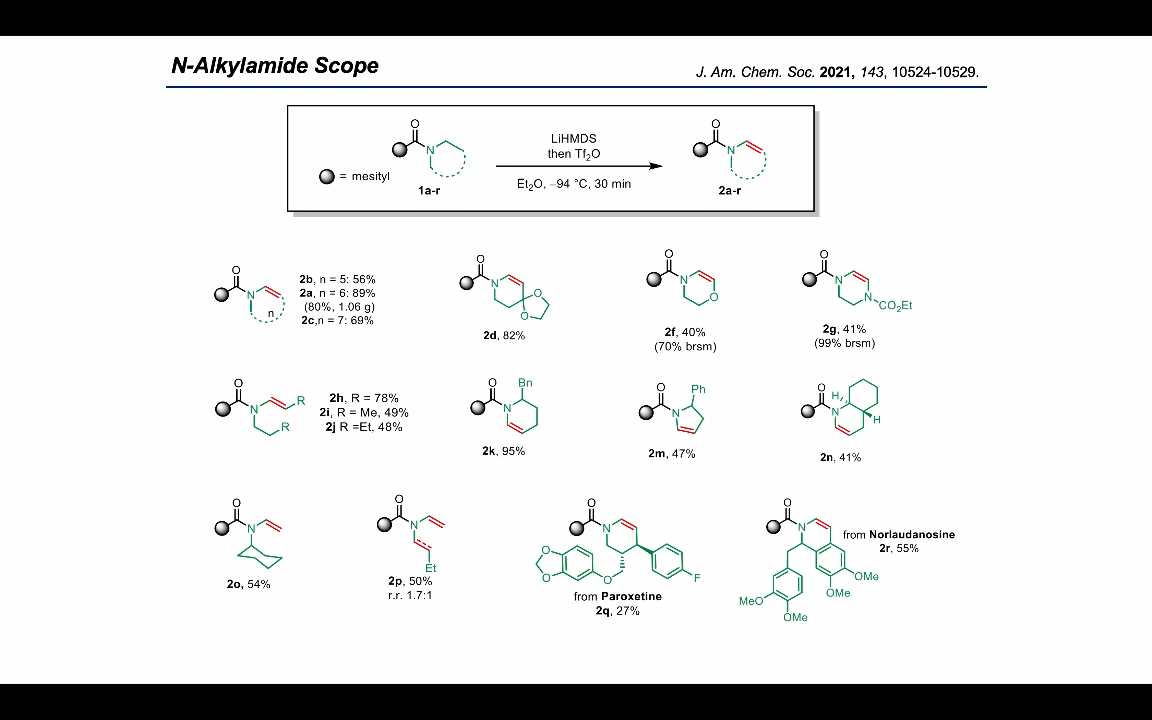 N-Alkylamide Scope
J. Am. Chem. Soc. 2021, 143, 10524-10529.
O
N
1a-r
= mesityl
LiHMDS
then Tf₂O
Et₂O, −94 °C, 30 min
O
N
2a-r
O
N
n
2b, n = 5: 56%
2a, n = 6: 89%
(80%, 1.06 g)
2c,n = 7: 69%
O
N
O
O
2d, 82%
O
N
O
2f, 40%
(70% brsm)
O
N
N
CO₂Et
2g, 41%
(99% brsm)
O
N
R
R
2h, R = 78%
2i, R = Me, 49%
2j R =Et, 48%
O
Bn
N
2k, 95%
O
Ph
N
2m, 47%
O
H
N
H
2n, 41%
O
N
2o, 54%
O
N
Et
2p, 50%
r.r. 1.7:1
O
N
O
O
O
F
from Paroxetine
2q, 27%
O
N
from Norlaudanosine
2r, 55%
OMe
OMe
MeO
OMe